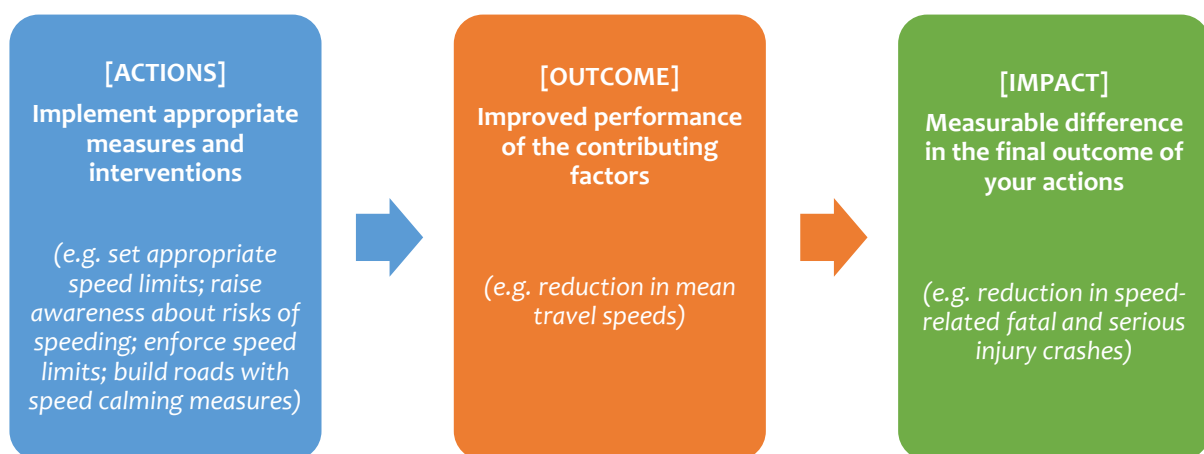 [ACTIONS]
Implement appropriate
measures and
interventions
(e.g. set appropriate
speed limits; raise
awareness about risks of
speeding; enforce speed
limits; build roads with
speed calming measures)
[OUTCOME]
Improved performance
of the contributing
factors
(e.g. reduction in mean
travel speeds)
[IMPACT]
Measurable difference
in the final outcome of
your actions
(e.g. reduction in speed-
related fatal and serious
injury crashes)